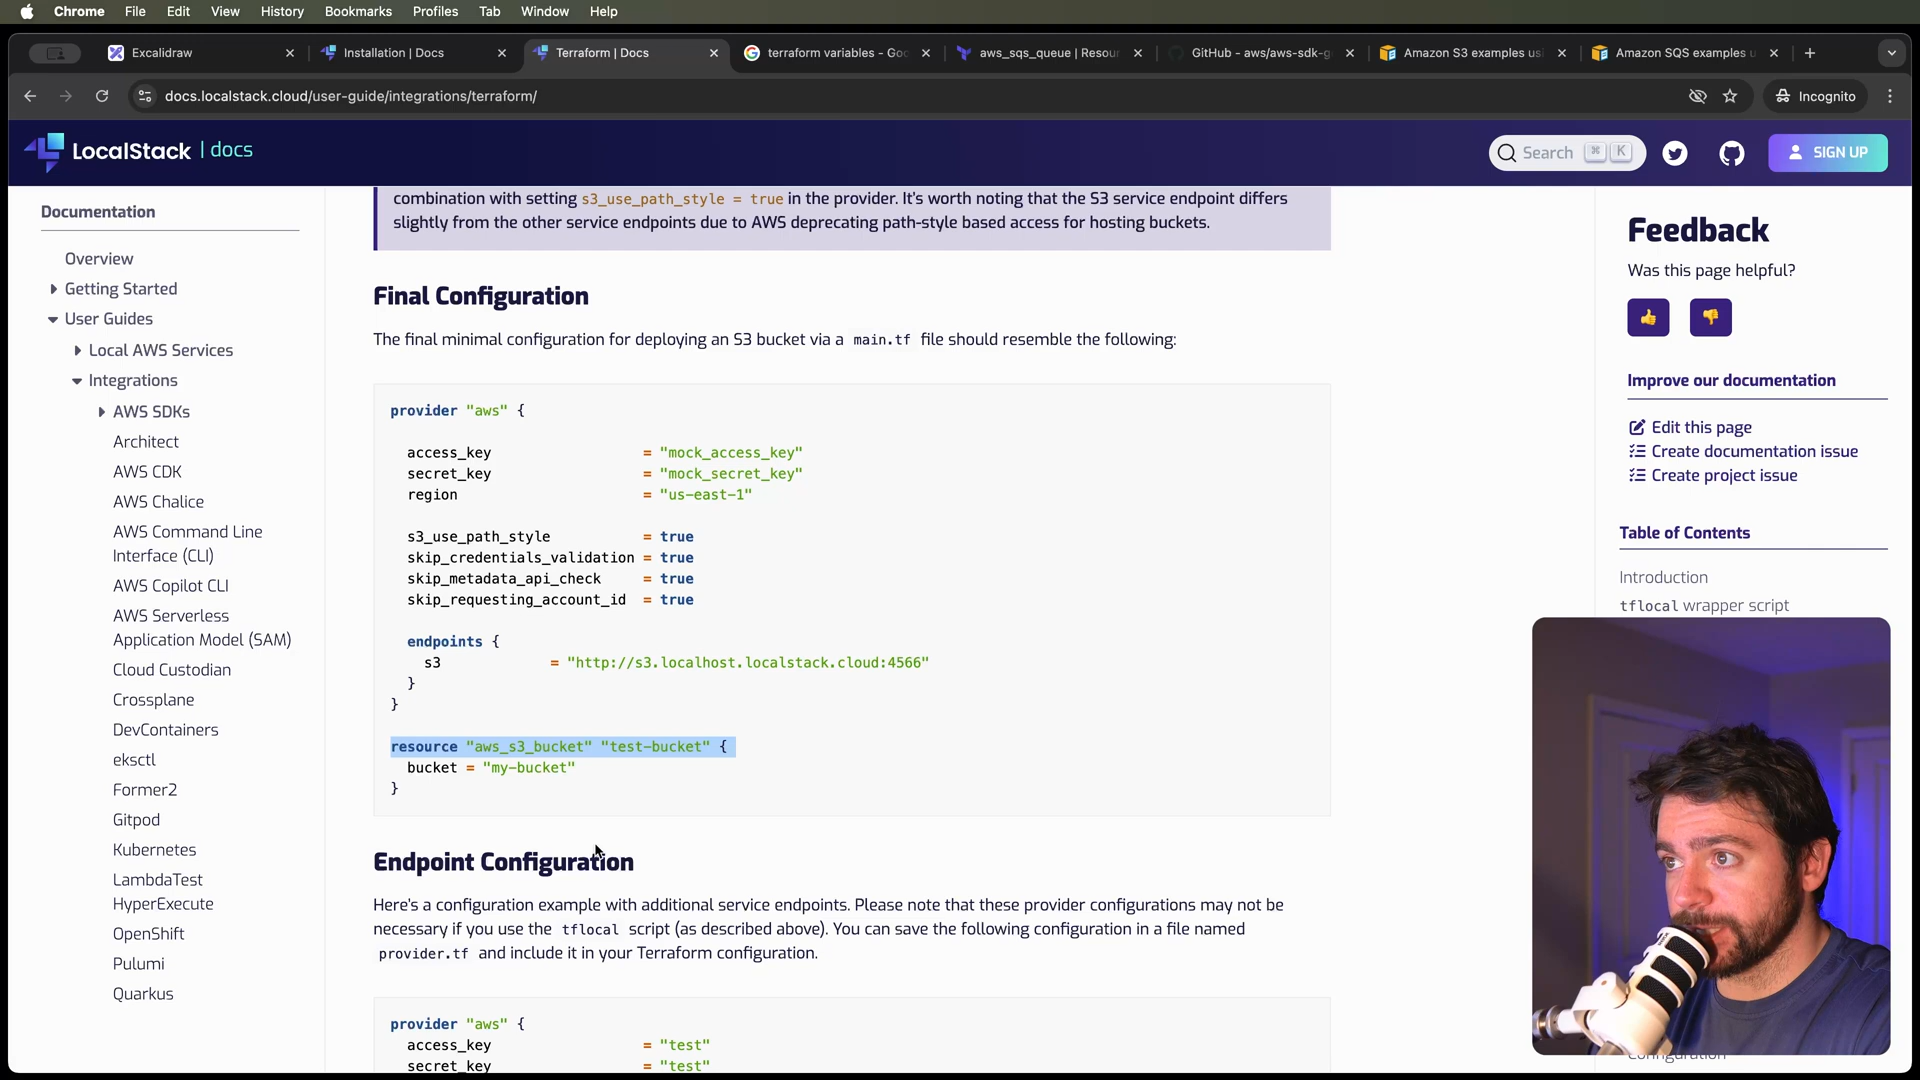 Chrome File Edit View History Bookmarks Profiles Tab Window Help
Excalidraw
Installation | Docs
Terraform | Docs
terraform variables - Goo
aws_sqs_queue | Resour
GitHub - aws/aws-sdk-g
Amazon S3 examples us
Amazon SQS examples u
docs.localstack.cloud/user-guide/integrations/terraform/
Incognito
LocalStack | docs
Search ⌘ K
SIGN UP
Documentation
Overview
Getting Started
User Guides
Local AWS Services
Integrations
AWS SDKs
Architect
AWS CDK
AWS Chalice
AWS Command Line
Interface (CLI)
AWS Copilot CLI
AWS Serverless
Application Model (SAM)
Cloud Custodian
Crossplane
DevContainers
eksctl
Former2
Gitpod
Kubernetes
LambdaTest
HyperExecute
OpenShift
Pulumi
Quarkus
combination with setting s3_use_path_style = true in the provider. It's worth noting that the S3 service endpoint differs
slightly from the other service endpoints due to AWS deprecating path-style based access for hosting buckets.
Final Configuration
The final minimal configuration for deploying an S3 bucket via a main.tf file should resemble the following:
provider "aws" {
access_key = "mock_access_key"
secret_key = "mock_secret_key"
region = "us-east-1"
s3_use_path_style = true
skip_credentials_validation = true
skip_metadata_api_check = true
skip_requesting_account_id = true
endpoints {
s3 = "http://s3.localhost.localstack.cloud:4566"
}
}
resource "aws_s3_bucket" "test-bucket" {
bucket = "my-bucket"
}
Endpoint Configuration
Here's a configuration example with additional service endpoints. Please note that these provider configurations may not be
necessary if you use the tflocal script (as described above). You can save the following configuration in a file named
provider.tf and include it in your Terraform configuration.
provider "aws" {
access_key = "test"
secret_key = "test"
Feedback
Was this page helpful?
Improve our documentation
Edit this page
Create documentation issue
Create project issue
Table of Contents
Introduction
tflocal wrapper script